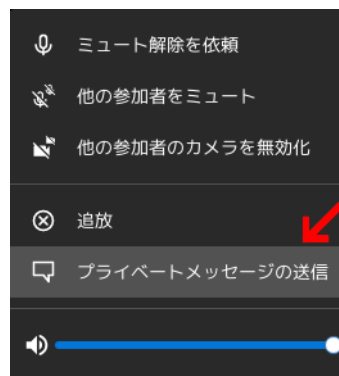 ミュート解除を依頼
他の参加者をミュート
他の参加者のカメラを無効化
追放
プライベートメッセージの送信